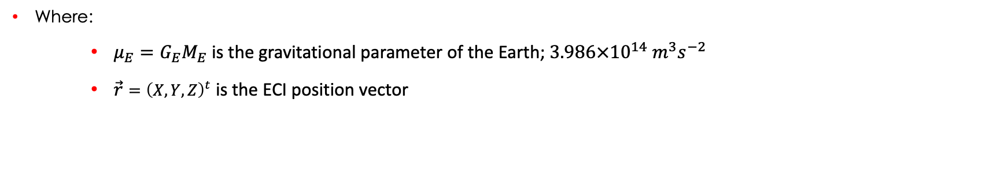 • Where:
• μ_E = G_E M_E is the gravitational parameter of the Earth; 3.986×10^14 m^3 s^−2
• r⃗ = (X, Y, Z)^t is the ECI position vector